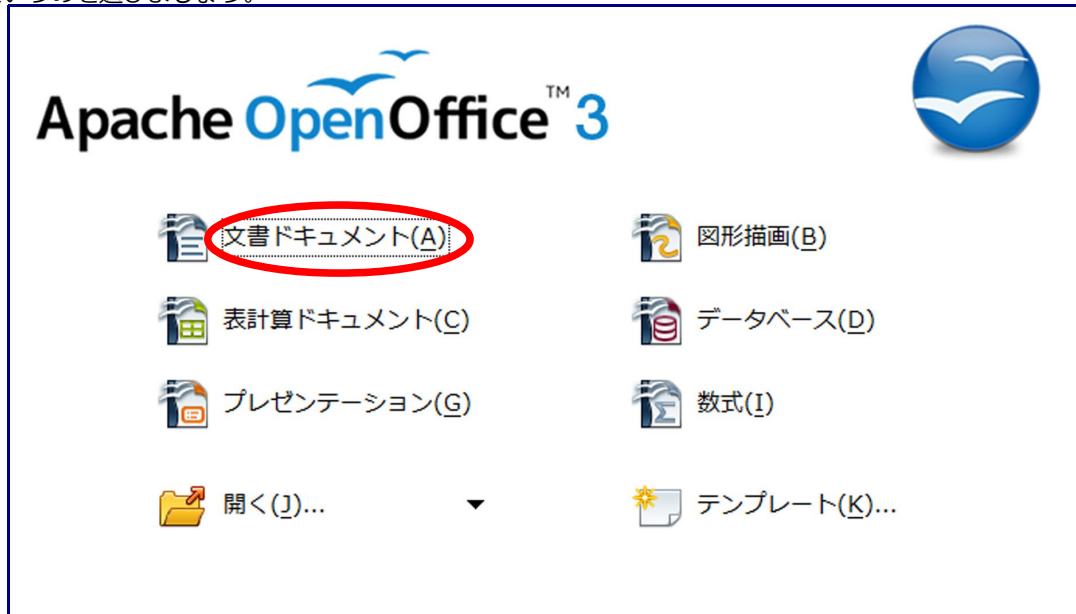 Apache OpenOffice™ 3
文書ドキュメント(A)
図形描画(B)
表計算ドキュメント(C)
データベース(D)
プレゼンテーション(G)
数式(I)
開く(J)...
テンプレート(K)...